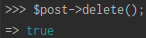 >>> $post->delete();
=> true